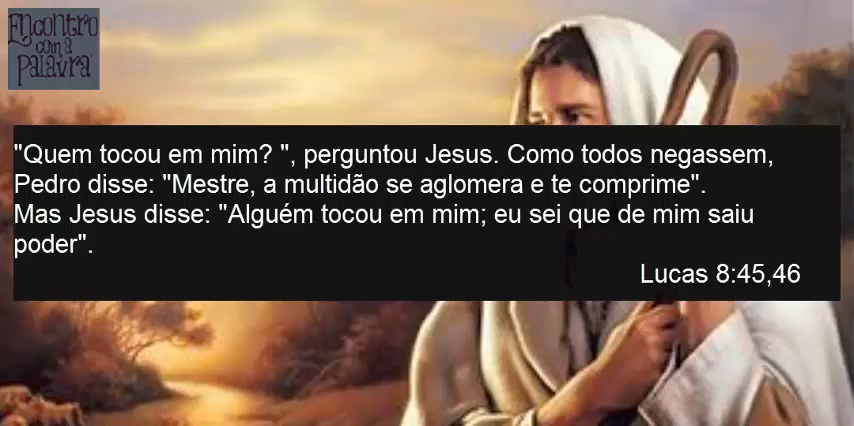 Encontro
com a
Palavra
"Quem tocou em mim? ", perguntou Jesus. Como todos negassem,
Pedro disse: "Mestre, a multidão se aglomera e te comprime".
Mas Jesus disse: "Alguém tocou em mim; eu sei que de mim saiu
poder".
Lucas 8:45,46